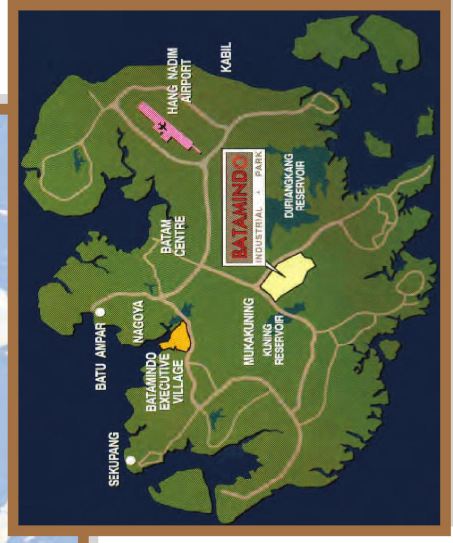 HANG NADIM
AIRPORT
KABIL
BATAM
CENTRE
BATAMINDO
INDUSTRIAL • PARK
DURIANGKANG
RESERVOIR
BATU AMPAR
NAGOYA
BATAMINDO
EXECUTIVE
VILLAGE
MUKAKUNING
KUNING
RESERVOIR
SEKUPANG